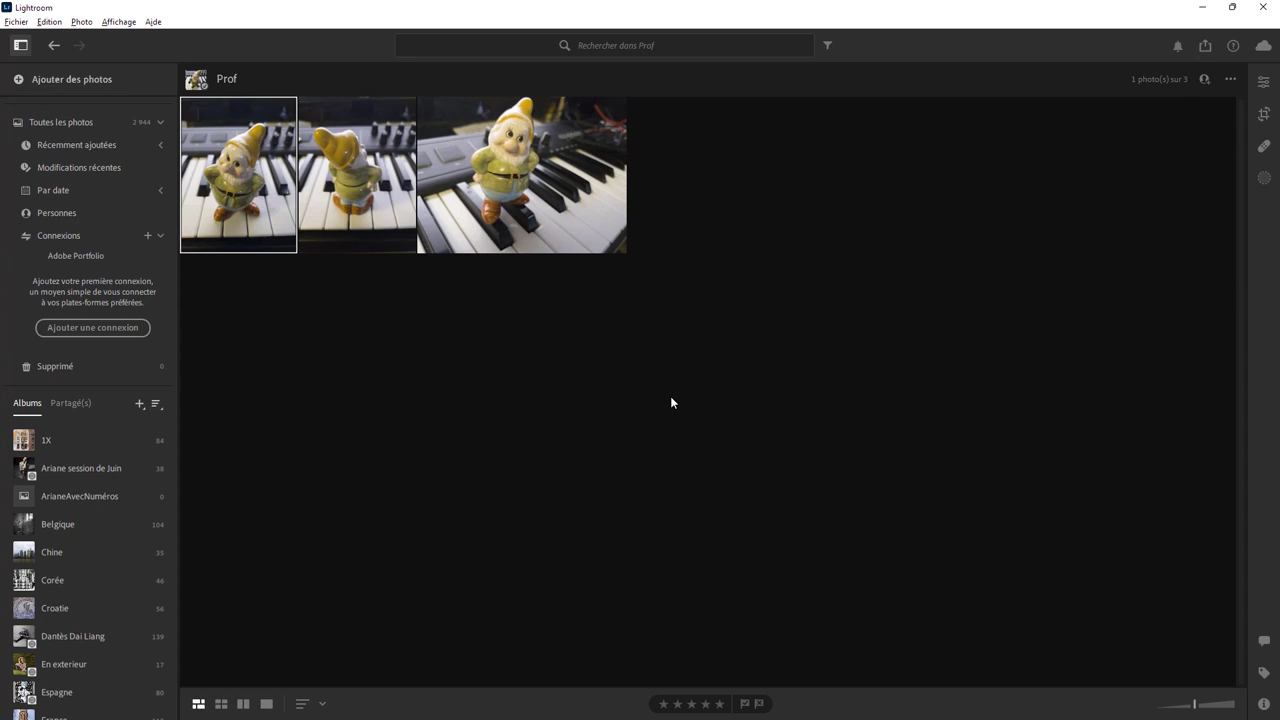 Lightroom
Fichier Edition Photo Affichage Aide
Rechercher dans Prof
Ajouter des photos
Prof
1 photo(s) sur 3
Toutes les photos 2 944
Récemment ajoutées
Modifications récentes
Par date
Personnes
Connexions
Adobe Portfolio
Ajoutez votre première connexion,
un moyen simple de vous connecter
à vos plates-formes préférées.
Ajouter une connexion
Supprimé 0
Albums Partagé(s)
1X 84
Ariane session de Juin 38
ArianeAvecNuméros 0
Belgique 104
Chine 35
Corée 46
Croatie 56
Dantès Dai Liang 139
En exterieur 17
Espagne 80